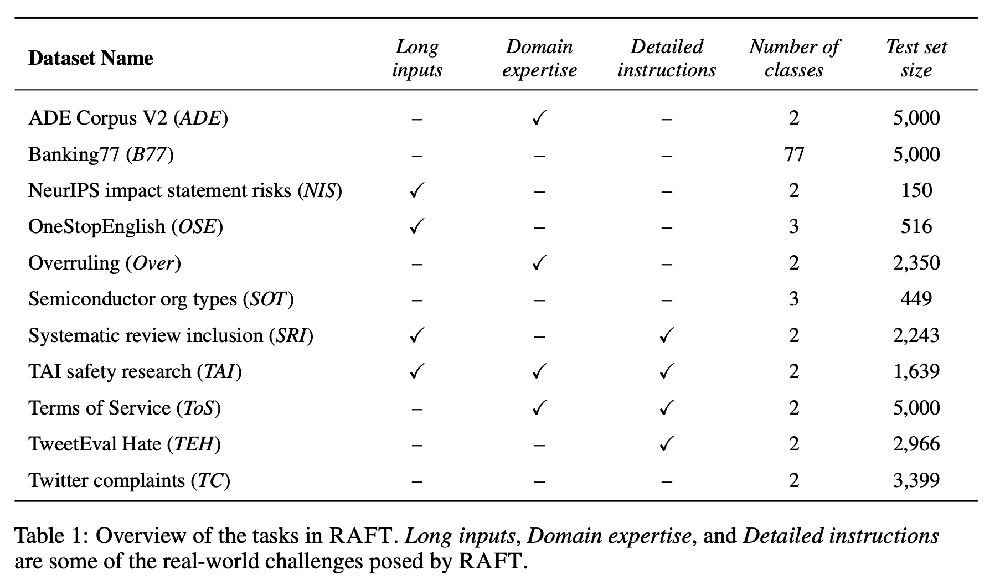 Dataset Name Long inputs Domain expertise Detailed instructions Number of classes Test set size
ADE Corpus V2 (ADE) – ✓ – 2 5,000
Banking77 (B77) – – – 77 5,000
NeurIPS impact statement risks (NIS) ✓ – – 2 150
OneStopEnglish (OSE) ✓ – – 3 516
Overruling (Over) – ✓ – 2 2,350
Semiconductor org types (SOT) – – – 3 449
Systematic review inclusion (SRI) ✓ – ✓ 2 2,243
TAI safety research (TAI) ✓ ✓ ✓ 2 1,639
Terms of Service (ToS) – ✓ ✓ 2 5,000
TweetEval Hate (TEH) – – ✓ 2 2,966
Twitter complaints (TC) – – – 2 3,399
Table 1: Overview of the tasks in RAFT. Long inputs, Domain expertise, and Detailed instructions
are some of the real-world challenges posed by RAFT.